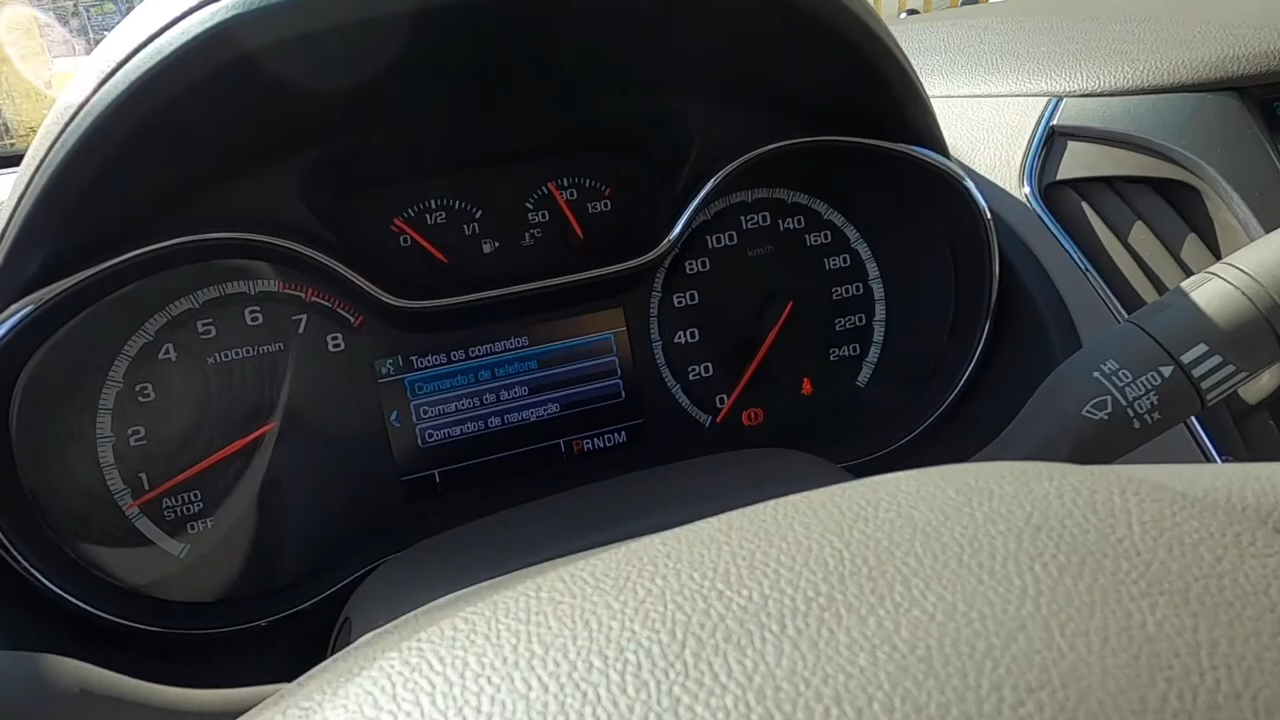 0
1/2
1/1
50
90
130
°C
OFF
AUTO
STOP
1
2
3
4
5
6
7
8
x1000/min
Todos os comandos
Comandos de telefone
Comandos de áudio
Comandos de navegação
PRNDM
0
20
40
60
80
100
120
140
160
180
200
220
240
km/h
HI
LO
AUTO
OFF
1x